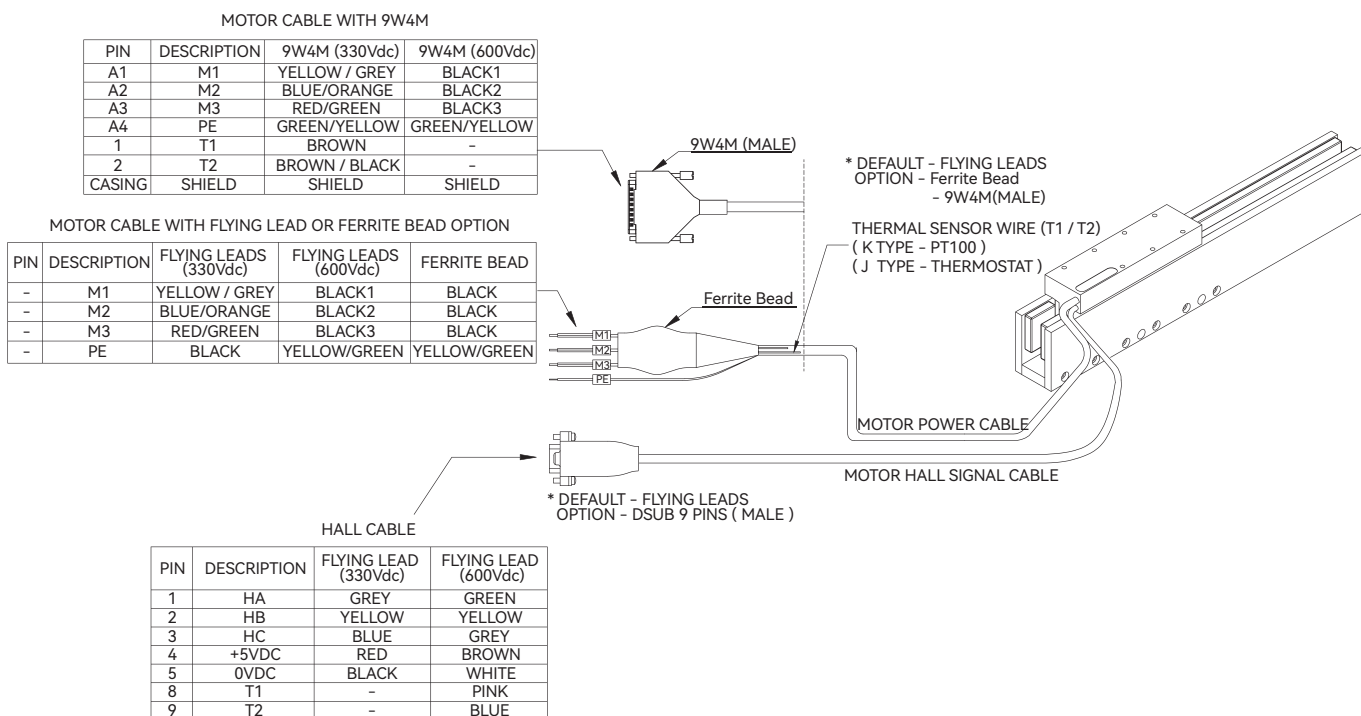 MOTOR CABLE WITH 9W4M
PIN DESCRIPTION 9W4M (330Vdc) 9W4M (600Vdc)
A1 M1 YELLOW / GREY BLACK1
A2 M2 BLUE/ORANGE BLACK2
A3 M3 RED/GREEN BLACK3
A4 PE GREEN/YELLOW GREEN/YELLOW
1 T1 BROWN -
2 T2 BROWN / BLACK -
CASING SHIELD SHIELD SHIELD
9W4M (MALE)
* DEFAULT - FLYING LEADS
OPTION - Ferrite Bead
- 9W4M(MALE)
THERMAL SENSOR WIRE (T1 / T2)
( K TYPE - PT100 )
( J TYPE - THERMOSTAT )
MOTOR CABLE WITH FLYING LEAD OR FERRITE BEAD OPTION
PIN DESCRIPTION FLYING LEADS (330Vdc) FLYING LEADS (600Vdc) FERRITE BEAD
- M1 YELLOW / GREY BLACK1 BLACK
- M2 BLUE/ORANGE BLACK2 BLACK
- M3 RED/GREEN BLACK3 BLACK
- PE BLACK YELLOW/GREEN YELLOW/GREEN
Ferrite Bead
M1
M2
M3
PE
MOTOR POWER CABLE
MOTOR HALL SIGNAL CABLE
* DEFAULT - FLYING LEADS
OPTION - DSUB 9 PINS ( MALE )
HALL CABLE
PIN DESCRIPTION FLYING LEAD (330Vdc) FLYING LEAD (600Vdc)
1 HA GREY GREEN
2 HB YELLOW YELLOW
3 HC BLUE GREY
4 +5VDC RED BROWN
5 0VDC BLACK WHITE
8 T1 - PINK
9 T2 - BLUE